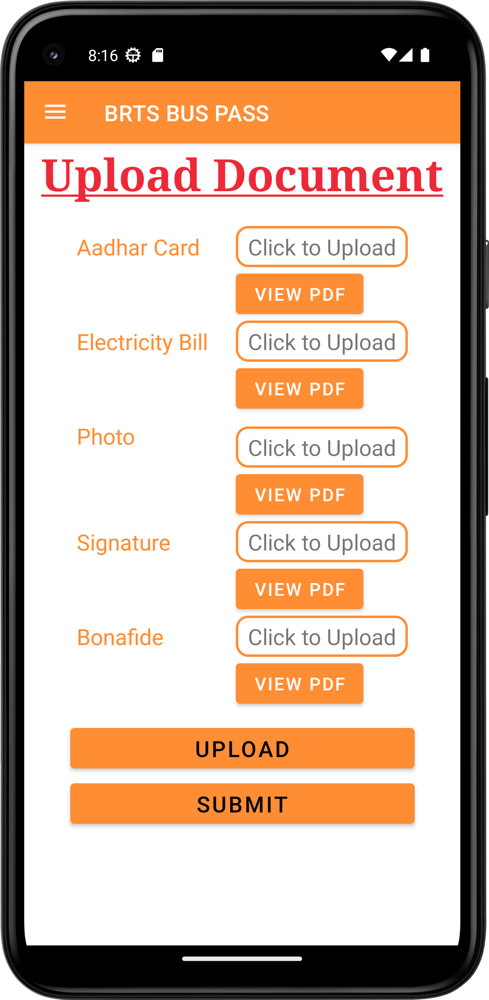 8:16
BRTS BUS PASS
Upload Document
Aadhar Card Click to Upload
VIEW PDF
Electricity Bill Click to Upload
VIEW PDF
Photo Click to Upload
VIEW PDF
Signature Click to Upload
VIEW PDF
Bonafide Click to Upload
VIEW PDF
UPLOAD
SUBMIT